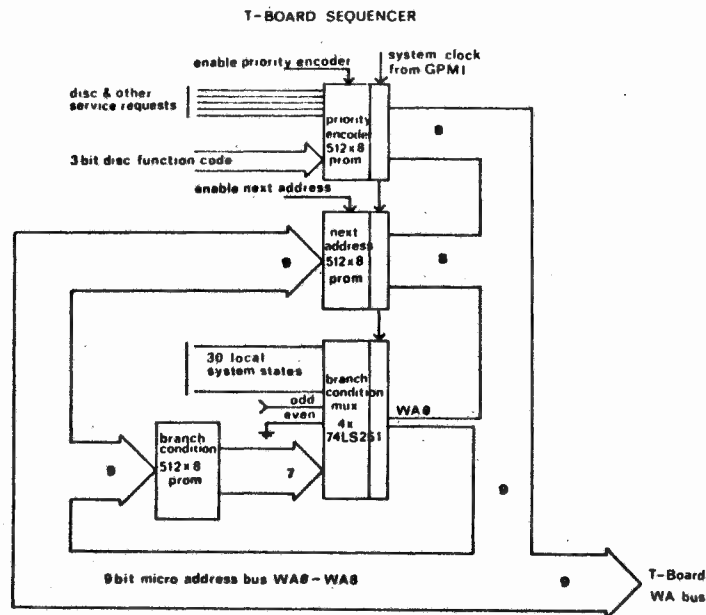 T-BOARD SEQUENCER
enable priority encoder
system clock
from GPMI
disc & other
service requests
priority
encoder
512x8
prom
8
3bit disc function code
enable next address
next
address
512x8
prom
9
8
30 local
system states
branch
condition
mux
4x
74LS251
odd
even
WA0
branch
condition
512x8
prom
9
7
9
9bit micro address bus WA0-WA8
9
T-Board
WA bus